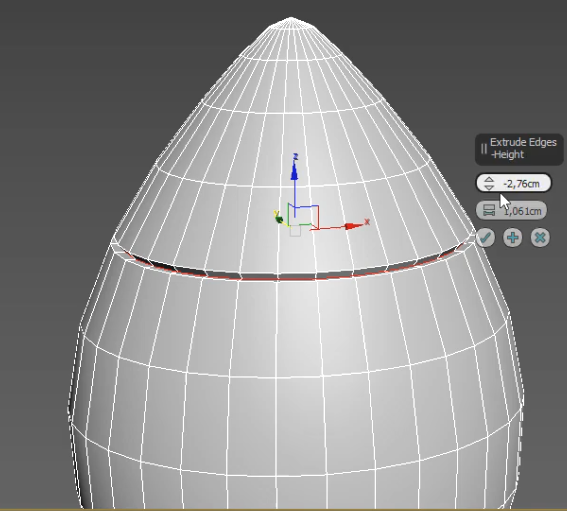 Extrude Edges
-Height
-2,76cm
1,061cm
z
y
x